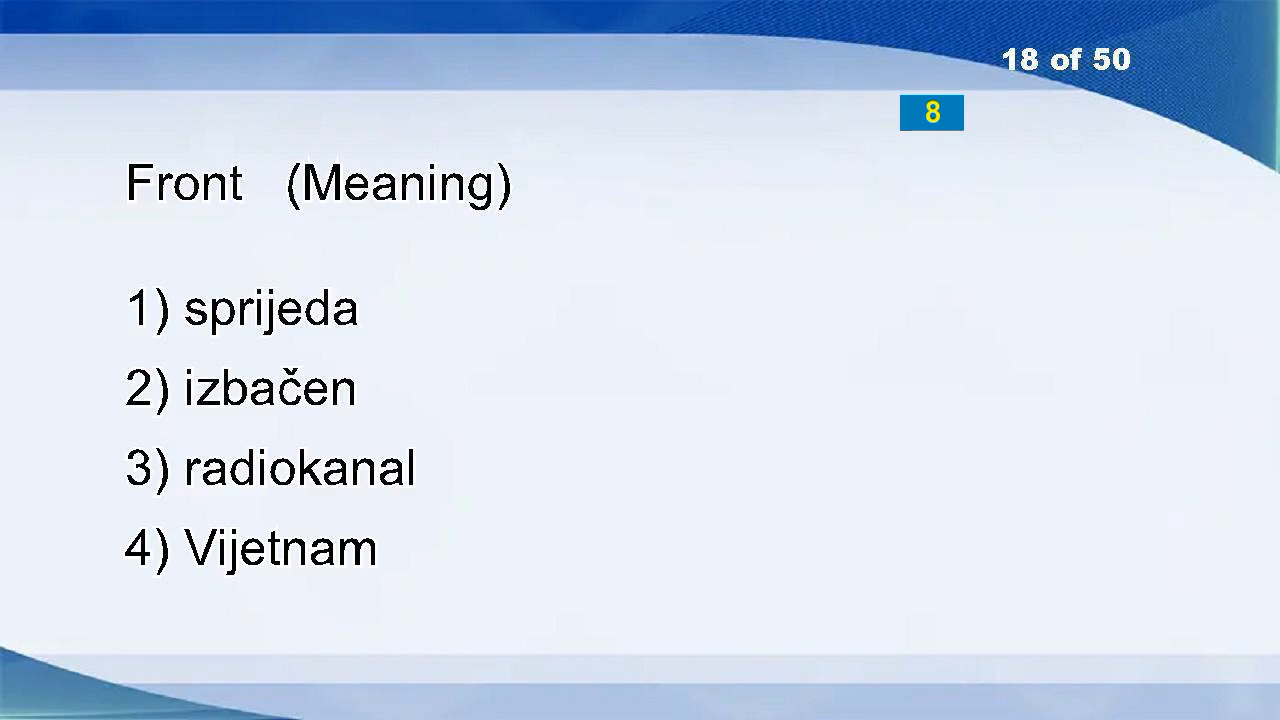 18 of 50
8
Front (Meaning)
1) sprijeda
2) izbačen
3) radiokanal
4) Vijetnam